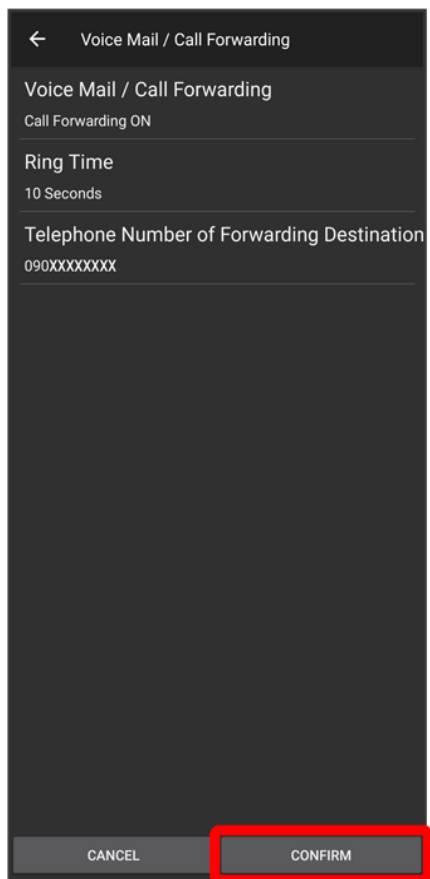 Voice Mail / Call Forwarding
Voice Mail / Call Forwarding
Call Forwarding ON
Ring Time
10 Seconds
Telephone Number of Forwarding Destination
090XXXXXXXX
CANCEL CONFIRM